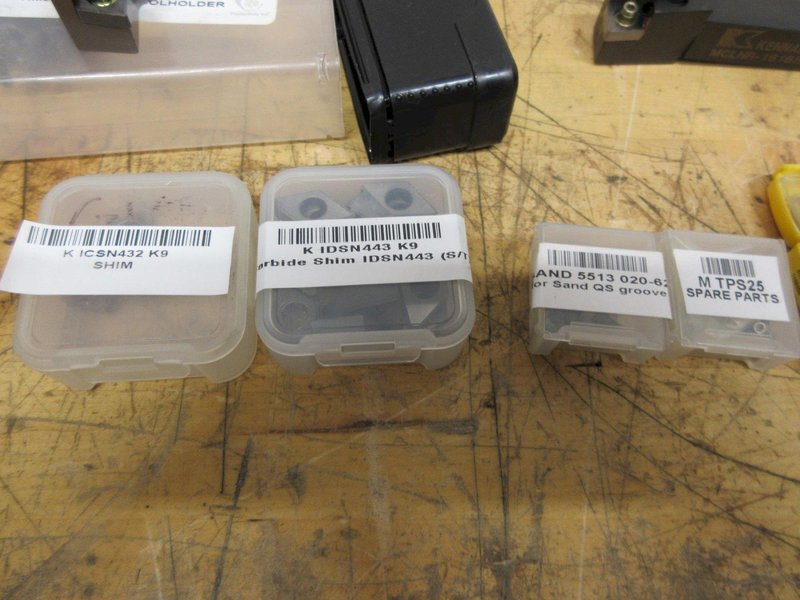 OLHOLDER
KENNA
K ICSN432 K9
SHIM
K IDSN443 K9
arbide Shim IDSN443 (S/T
AND 5513 020-62
or Sand QS groove
M TPS25
SPARE PARTS